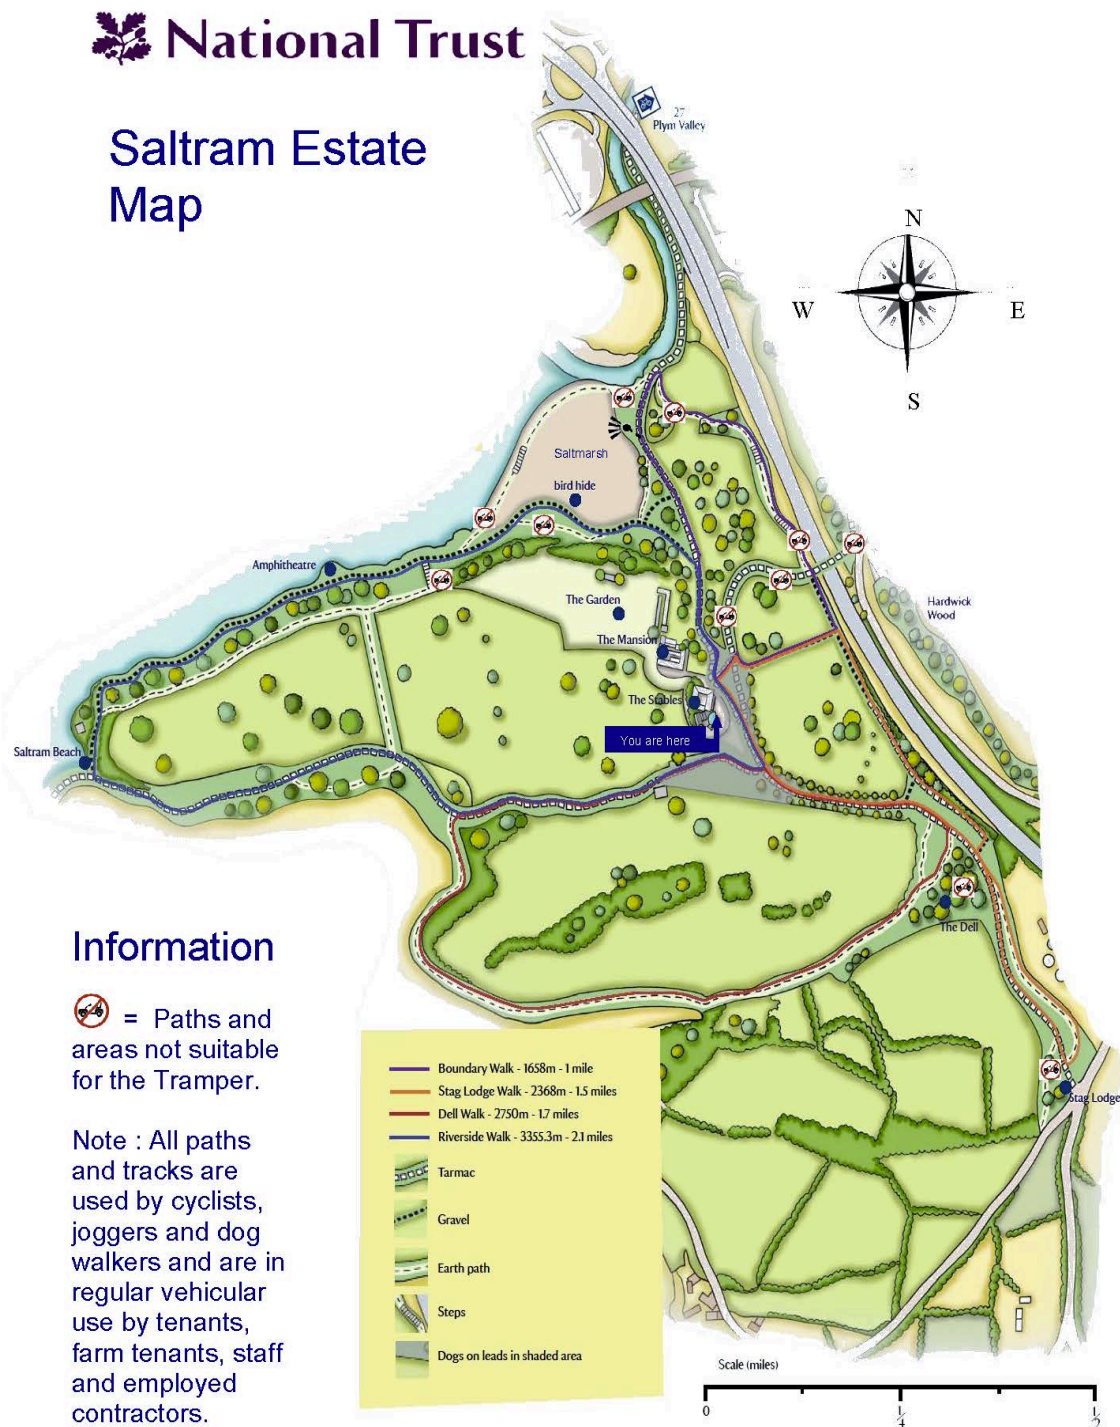 National Trust
Saltram Estate
Map
27
Plym Valley
N
W
E
S
Saltmarsh
bird hide
Amphitheatre
The Garden
Hardwick
Wood
The Mansion
The Stables
You are here
Saltram Beach
The Dell
Stag Lodge
Information
= Paths and
areas not suitable
for the Tramper.
Note : All paths
and tracks are
used by cyclists,
joggers and dog
walkers and are in
regular vehicular
use by tenants,
farm tenants, staff
and employed
contractors.
Boundary Walk - 1658m - 1 mile
Stag Lodge Walk - 2368m - 1.5 miles
Dell Walk - 2750m - 1.7 miles
Riverside Walk - 3355.3m - 2.1 miles
Tarmac
Gravel
Earth path
Steps
Dogs on leads in shaded area
Scale (miles)
0 1/4 1/2